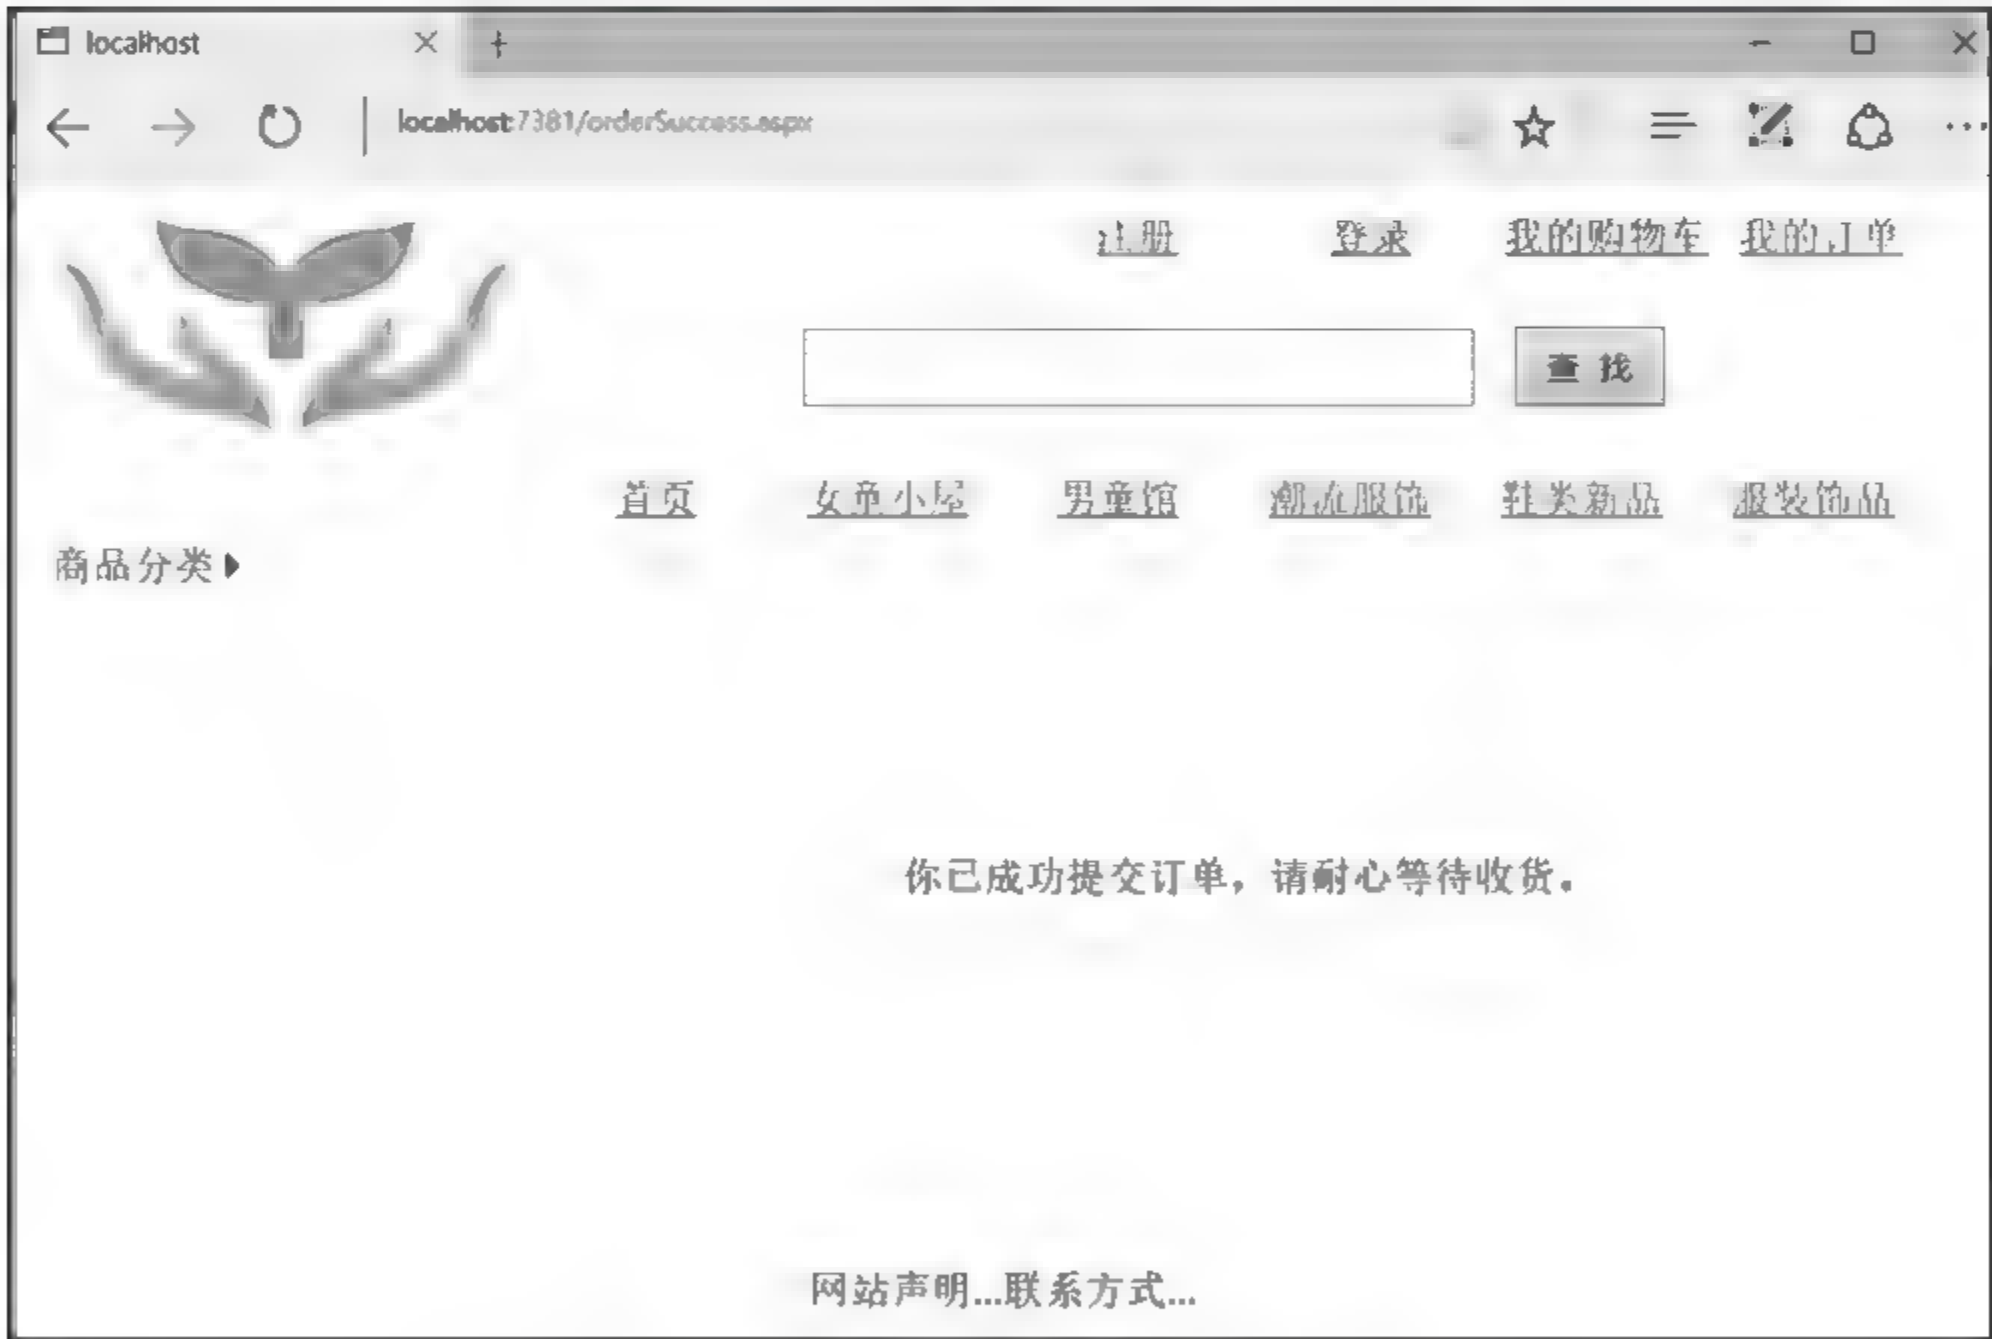 localhost
localhost:7381/orderSuccess.aspx
注册 登录 我的购物车 我的订单
查 找
首页 女童小屋 男童馆 潮流服饰 鞋类新品 服装饰品
商品分类
你已成功提交订单，请耐心等待收货。
网站声明...联系方式...